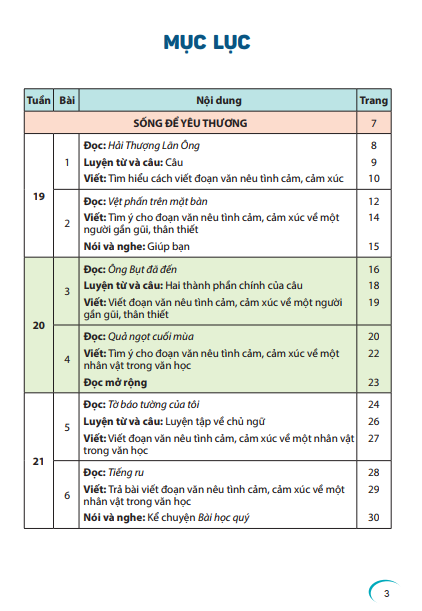 MỤC LỤC
Tuần Bài Nội dung Trang
SỐNG ĐỂ YÊU THƯƠNG 7
19
1
Đọc: Hải Thượng Lãn Ông 8
Luyện từ và câu: Câu 9
Viết: Tìm hiểu cách viết đoạn văn nêu tình cảm, cảm xúc 10
2
Đọc: Vệt phấn trên mặt bàn 12
Viết: Tìm ý cho đoạn văn nêu tình cảm, cảm xúc về một 14
người gần gũi, thân thiết
Nói và nghe: Giúp bạn 15
20
3
Đọc: Ông Bụt đã đến 16
Luyện từ và câu: Hai thành phần chính của câu 18
Viết: Viết đoạn văn nêu tình cảm, cảm xúc về một người 19
gần gũi, thân thiết
4
Đọc: Quả ngọt cuối mùa 20
Viết: Tìm ý cho đoạn văn nêu tình cảm, cảm xúc về một 22
nhân vật trong văn học
Đọc mở rộng 23
21
5
Đọc: Tờ báo tường của tôi 24
Luyện từ và câu: Luyện tập về chủ ngữ 26
Viết: Viết đoạn văn nêu tình cảm, cảm xúc về một nhân vật 27
trong văn học
6
Đọc: Tiếng ru 28
Viết: Trả bài viết đoạn văn nêu tình cảm, cảm xúc về một 29
nhân vật trong văn học
Nói và nghe: Kể chuyện Bài học quý 30
3